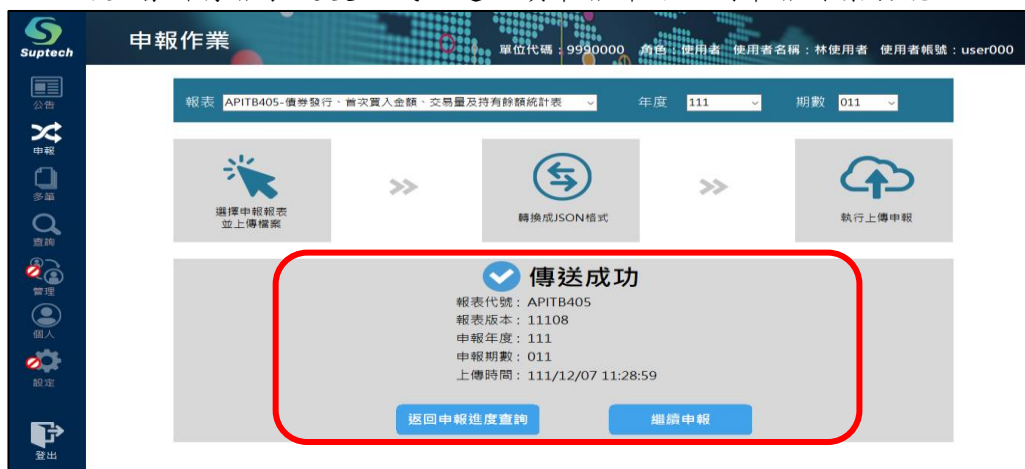 Suptech
申報作業
單位代碼：9990000 角色：使用者 使用者名稱：林使用者 使用者帳號：user000
公告
申報
多筆
查詢
管理
個人
設定
登出
報表 APITB405-債券發行、首次買入金額、交易量及持有餘額統計表 年度 111 期數 011
選擇申報報表
並上傳檔案
轉換成JSON格式
執行上傳申報
傳送成功
報表代號：APITB405
報表版本：11108
申報年度：111
申報期數：011
上傳時間：111/12/07 11:28:59
返回申報進度查詢
繼續申報